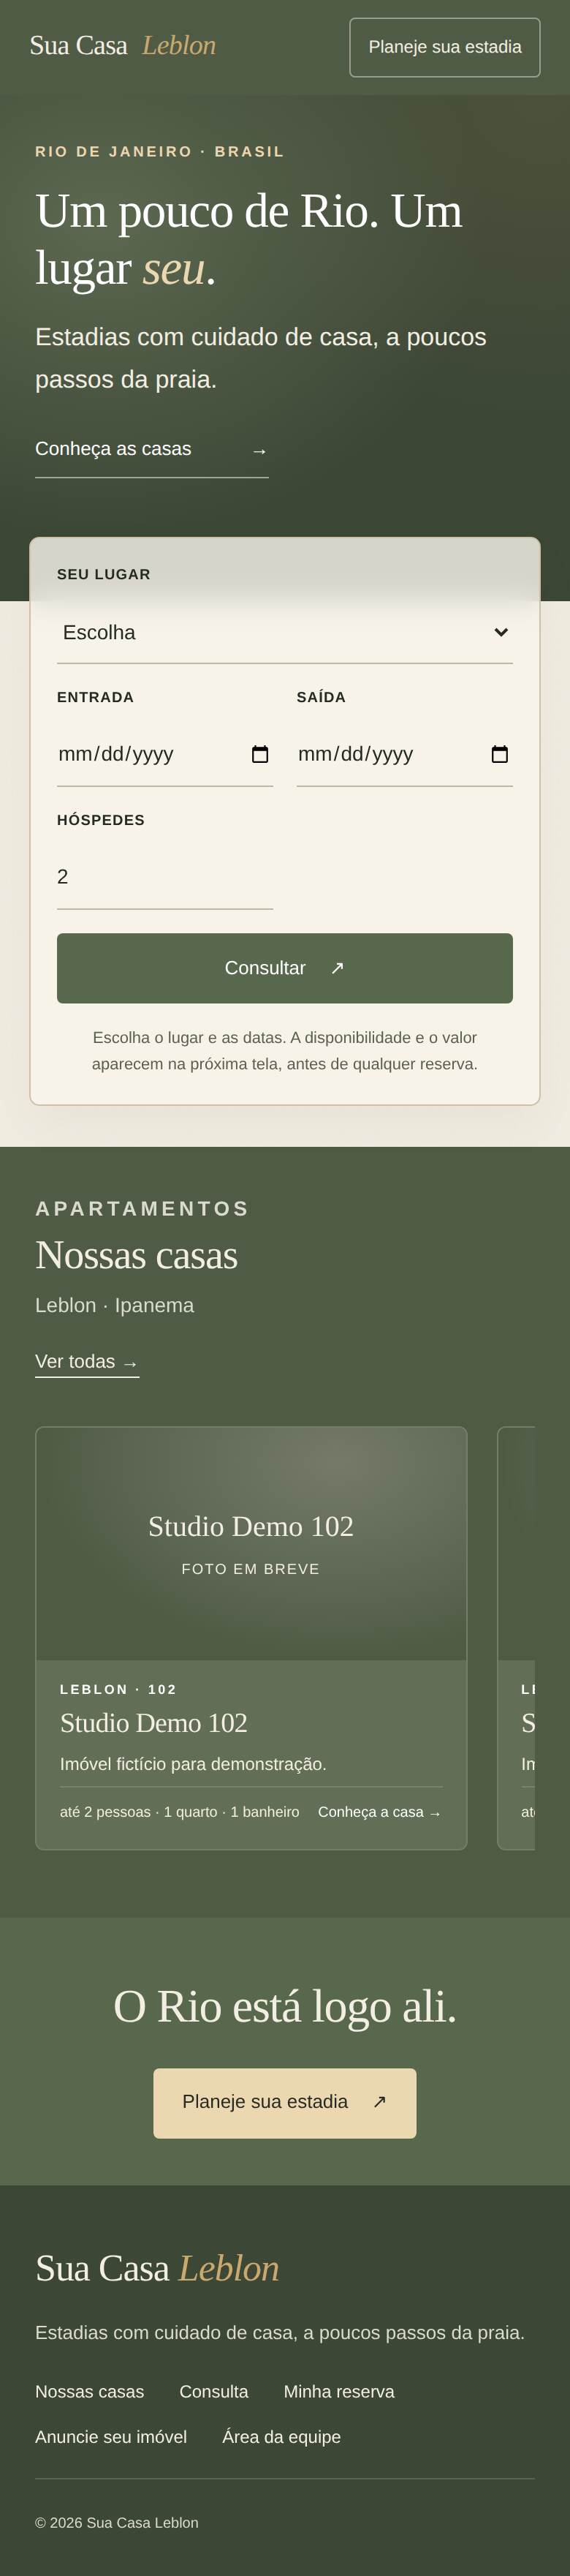 Sua Casa Leblon
Planeje sua estadia
RIO DE JANEIRO · BRASIL
Um pouco de Rio. Um
lugar seu.
Estadias com cuidado de casa, a poucos
passos da praia.
Conheça as casas →
SEU LUGAR
Escolha
ENTRADA SAÍDA
mm/dd/yyyy mm/dd/yyyy
HÓSPEDES
2
Consultar ↗
Escolha o lugar e as datas. A disponibilidade e o valor
aparecem na próxima tela, antes de qualquer reserva.
APARTAMENTOS
Nossas casas
Leblon · Ipanema
Ver todas →
Studio Demo 102
FOTO EM BREVE
LEBLON · 102
Studio Demo 102
Imóvel fictício para demonstração.
até 2 pessoas · 1 quarto · 1 banheiro Conheça a casa →
O Rio está logo ali.
Planeje sua estadia ↗
Sua Casa Leblon
Estadias com cuidado de casa, a poucos passos da praia.
Nossas casas Consulta Minha reserva
Anuncie seu imóvel Área da equipe
© 2026 Sua Casa Leblon